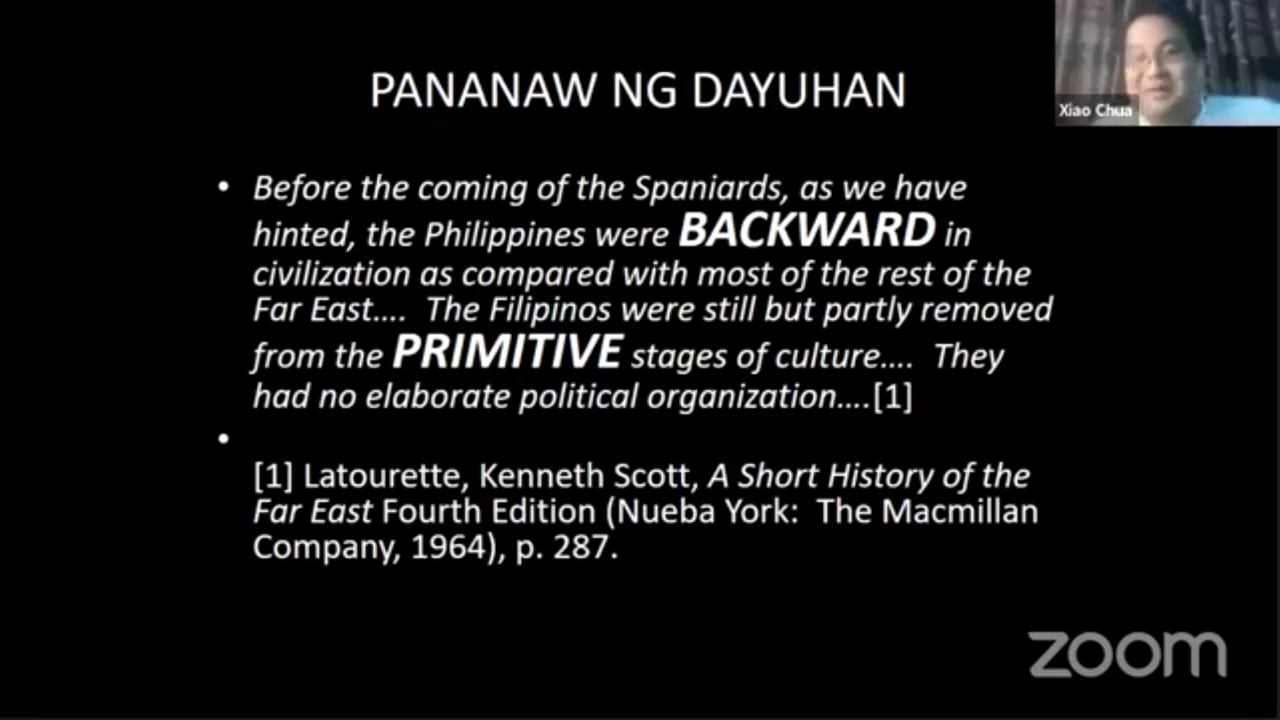 PANANAW NG DAYUHAN
Xiao Chua
• Before the coming of the Spaniards, as we have
hinted, the Philippines were BACKWARD in
civilization as compared with most of the rest of the
Far East…. The Filipinos were still but partly removed
from the PRIMITIVE stages of culture…. They
had no elaborate political organization….[1]
•
[1] Latourette, Kenneth Scott, A Short History of the
Far East Fourth Edition (Nueba York: The Macmillan
Company, 1964), p. 287.
zoom